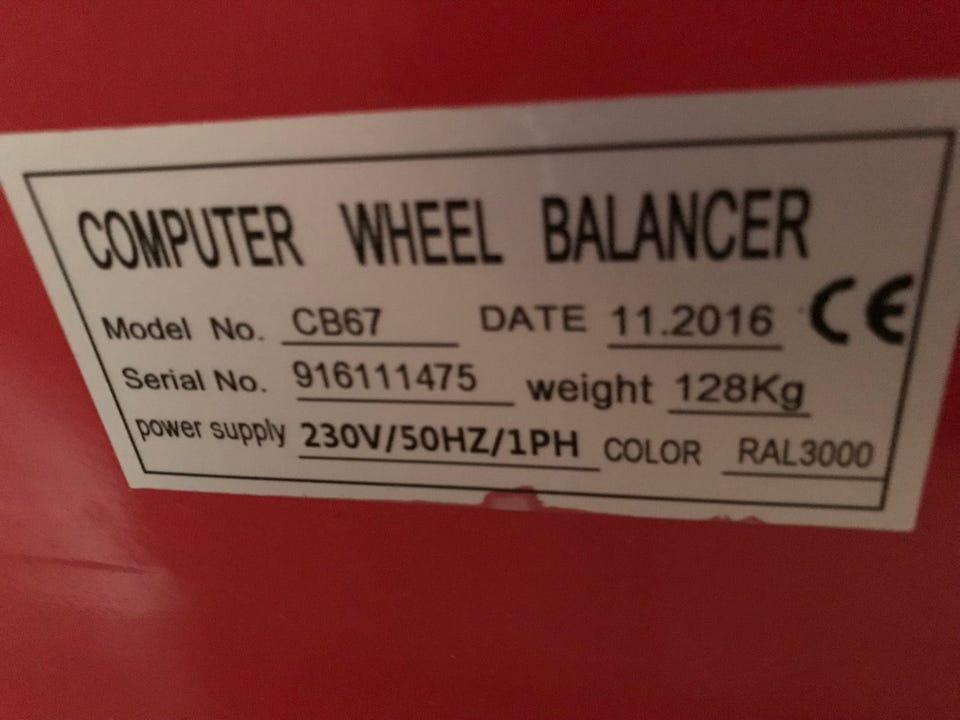 COMPUTER WHEEL BALANCER
Model No. CB67 DATE 11.2016 CE
Serial No. 916111475 weight 128Kg
power supply 230V/50HZ/1PH COLOR RAL3000